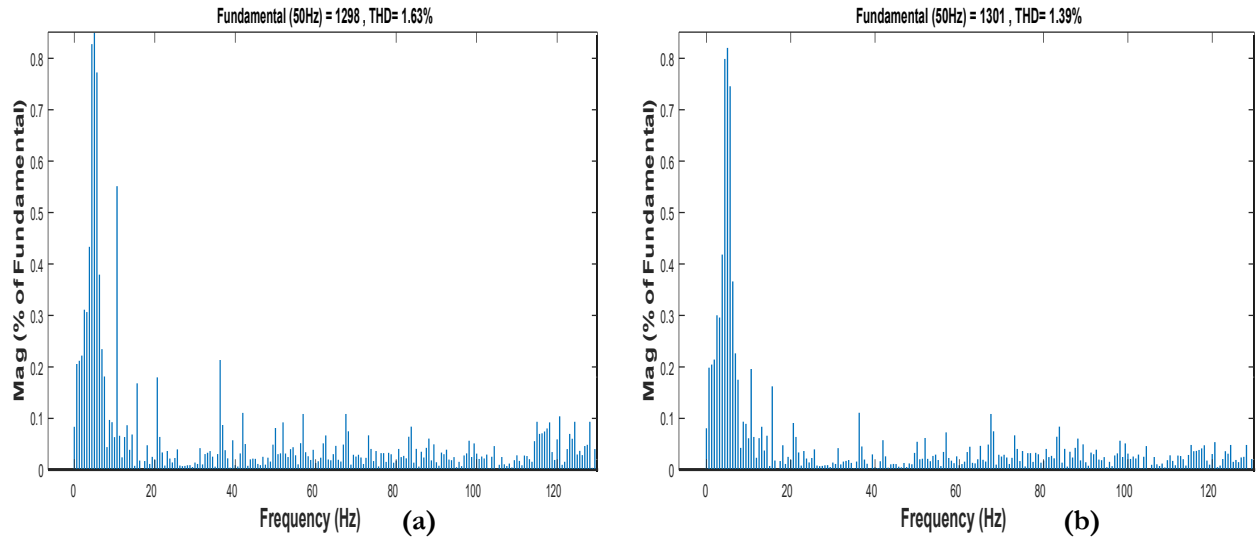 Fundamental (50Hz) = 1298 , THD= 1.63%
Mag (% of Fundamental)
0.8
0.7
0.6
0.5
0.4
0.3
0.2
0.1
0
0 20 40 60 80 100 120
Frequency (Hz)
(a)
Fundamental (50Hz) = 1301 , THD= 1.39%
Mag (% of Fundamental)
0.8
0.7
0.6
0.5
0.4
0.3
0.2
0.1
0
0 20 40 60 80 100 120
Frequency (Hz)
(b)